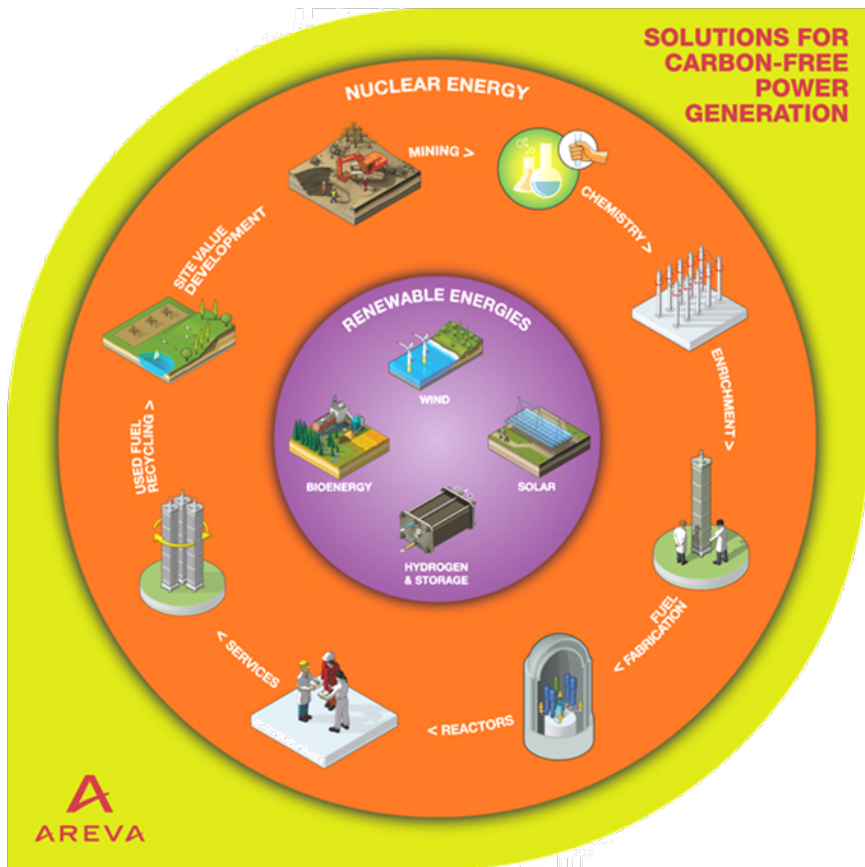 SOLUTIONS FOR
CARBON-FREE
POWER
GENERATION
NUCLEAR ENERGY
MINING >
CHEMISTRY >
ENRICHMENT >
FUEL
< FABRICATION
< REACTORS
< SERVICES
USED FUEL
RECYCLING >
SITE VALUE
DEVELOPMENT
RENEWABLE ENERGIES
WIND
SOLAR
HYDROGEN
& STORAGE
BIOENERGY
A
AREVA